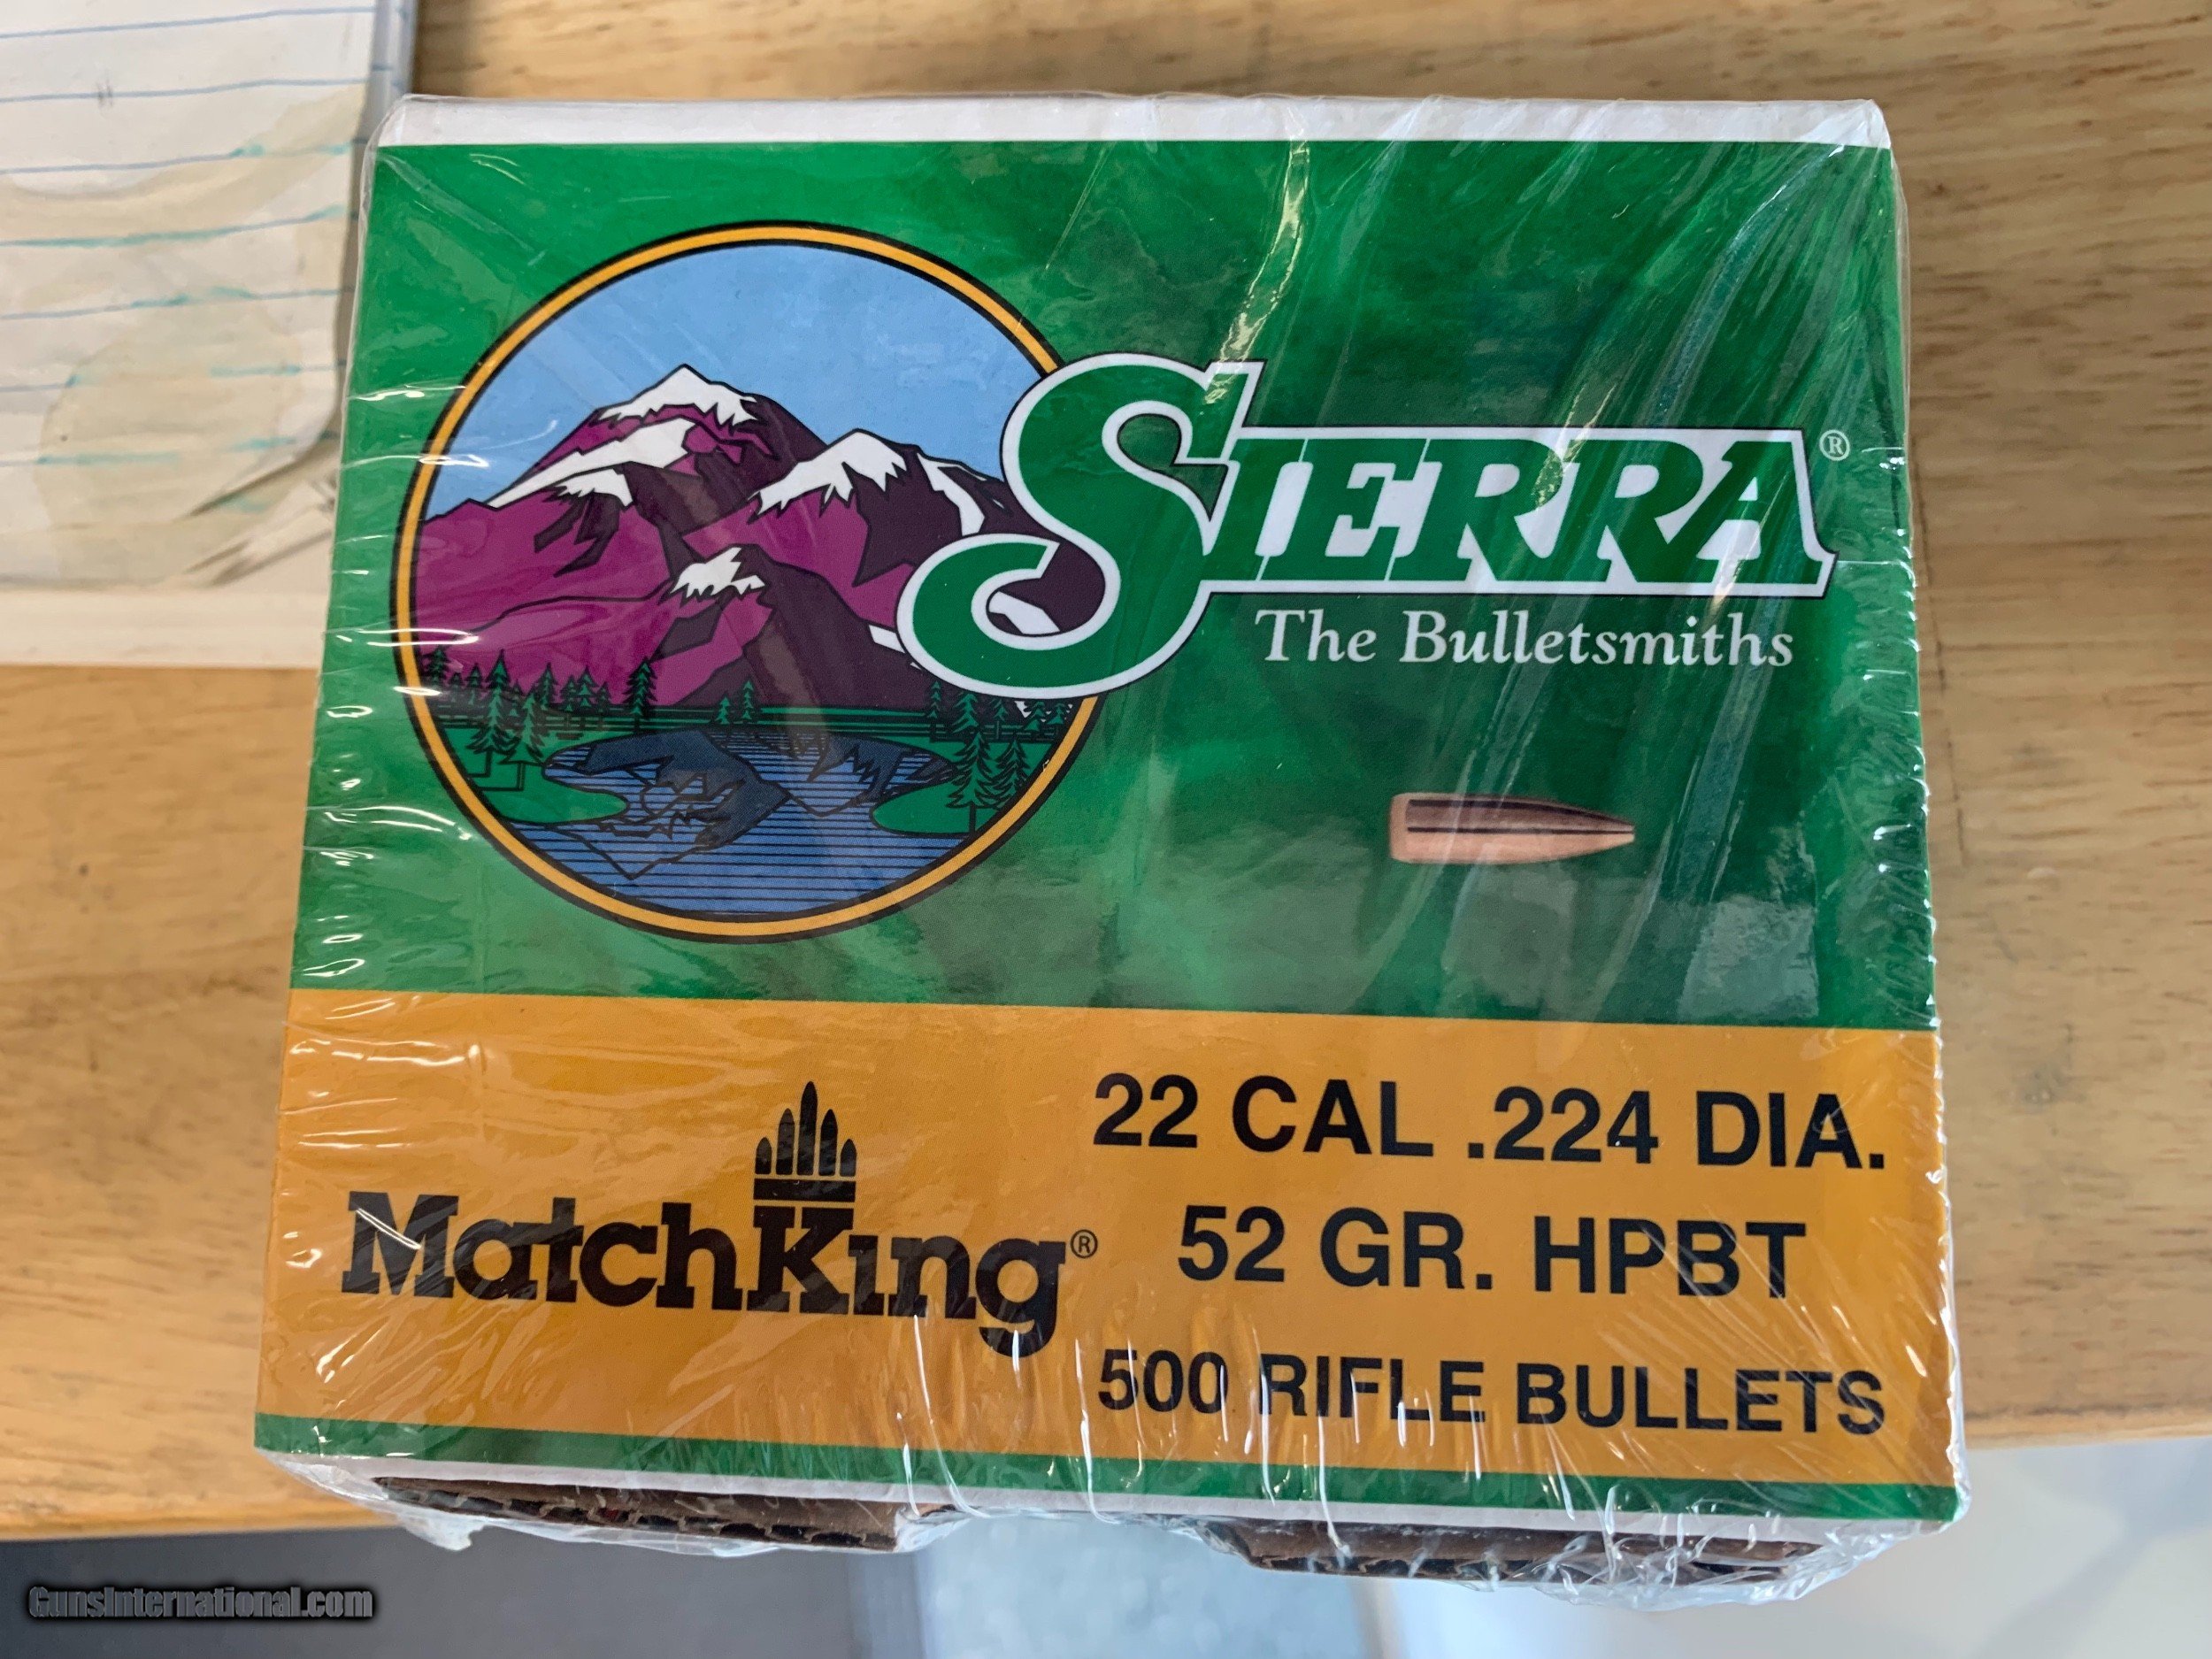 SIERRA®
The Bulletsmiths
MatchKing®
22 CAL .224 DIA.
52 GR. HPBT
500 RIFLE BULLETS
GunsInternational.com